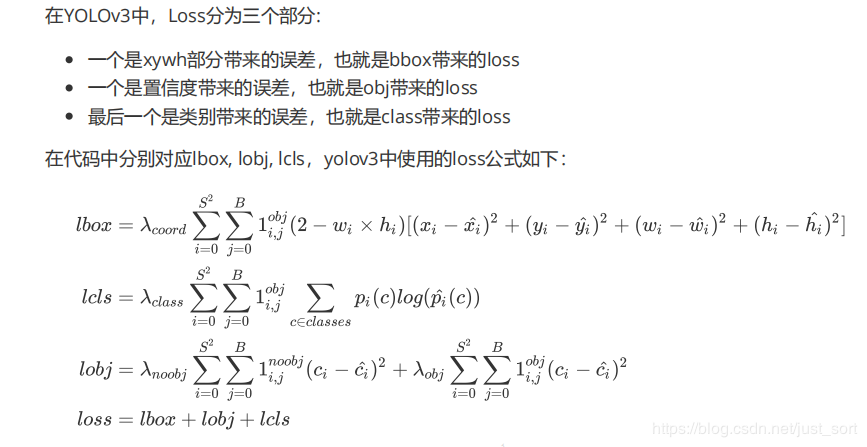 在YOLOv3中，Loss分为三个部分:
• 一个是xywh部分带来的误差，也就是bbox带来的loss
• 一个是置信度带来的误差，也就是obj带来的loss
• 最后一个是类别带来的误差，也就是class带来的loss
在代码中分别对应lbox, lobj, lcls，yolov3中使用的loss公式如下：
$lbox = \lambda_{coord} \sum_{i=0}^{S^2} \sum_{j=0}^{B} 1_{i,j}^{obj} (2 - w_i \times h_i)[(x_i - \hat{x_i})^2 + (y_i - \hat{y_i})^2 + (w_i - \hat{w_i})^2 + (h_i - \hat{h_i})^2]$
$lcls = \lambda_{class} \sum_{i=0}^{S^2} \sum_{j=0}^{B} 1_{i,j}^{obj} \sum_{c \in classes} p_i(c) log(\hat{p_i}(c))$
$lobj = \lambda_{noobj} \sum_{i=0}^{S^2} \sum_{j=0}^{B} 1_{i,j}^{noobj} (c_i - \hat{c_i})^2 + \lambda_{obj} \sum_{i=0}^{S^2} \sum_{j=0}^{B} 1_{i,j}^{obj} (c_i - \hat{c_i})^2$
$loss = lbox + lobj + lcls$
https://blog.csdn.net/just_sort